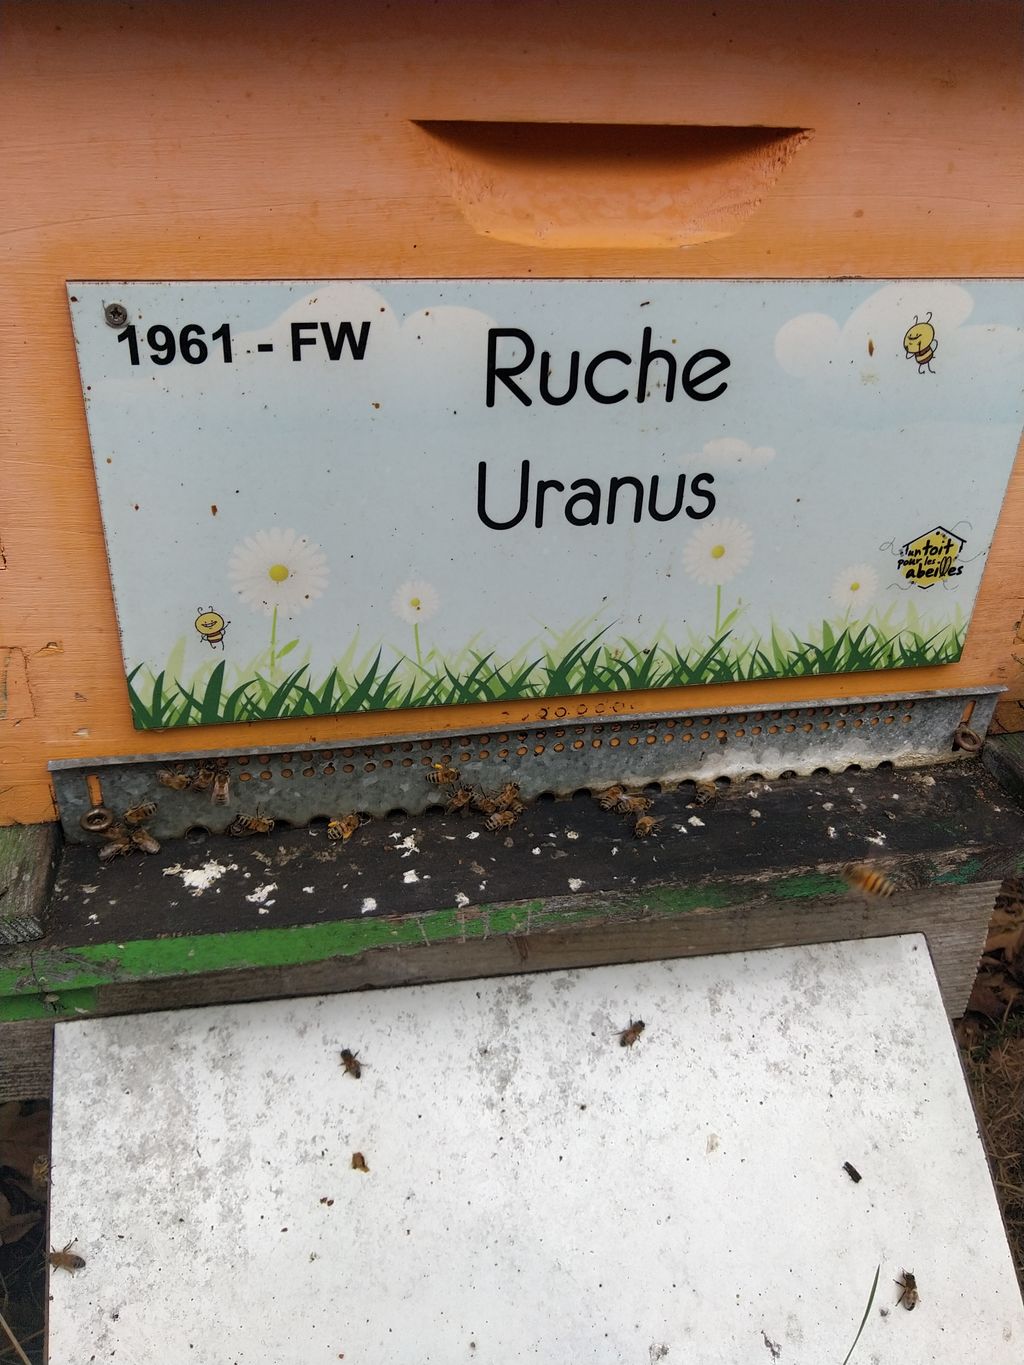 1961 - FW
Ruche
Uranus
un toit
pour les
abeilles